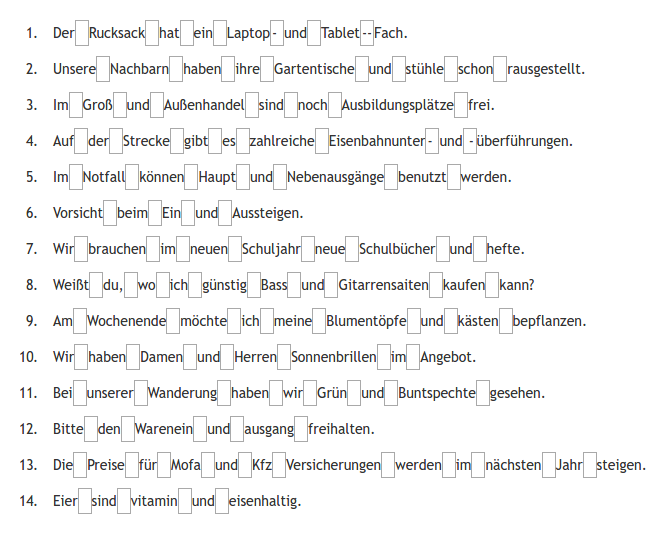 1. Der Rucksack hat ein Laptop - und Tablet -- Fach.
2. Unsere Nachbarn haben ihre Gartentische und stühle schon rausgestellt.
3. Im Groß und Außenhandel sind noch Ausbildungsplätze frei.
4. Auf der Strecke gibt es zahlreiche Eisenbahnunter - und - überführungen.
5. Im Notfall können Haupt und Nebenausgänge benutzt werden.
6. Vorsicht beim Ein und Aussteigen.
7. Wir brauchen im neuen Schuljahr neue Schulbücher und hefte.
8. Weißt du, wo ich günstig Bass und Gitarrensaiten kaufen kann?
9. Am Wochenende möchte ich meine Blumentöpfe und kästen bepflanzen.
10. Wir haben Damen und Herren Sonnenbrillen im Angebot.
11. Bei unserer Wanderung haben wir Grün und Buntspechte gesehen.
12. Bitte den Warenein und ausgang freihalten.
13. Die Preise für Mofa und Kfz Versicherungen werden im nächsten Jahr steigen.
14. Eier sind vitamin und eisenhaltig.